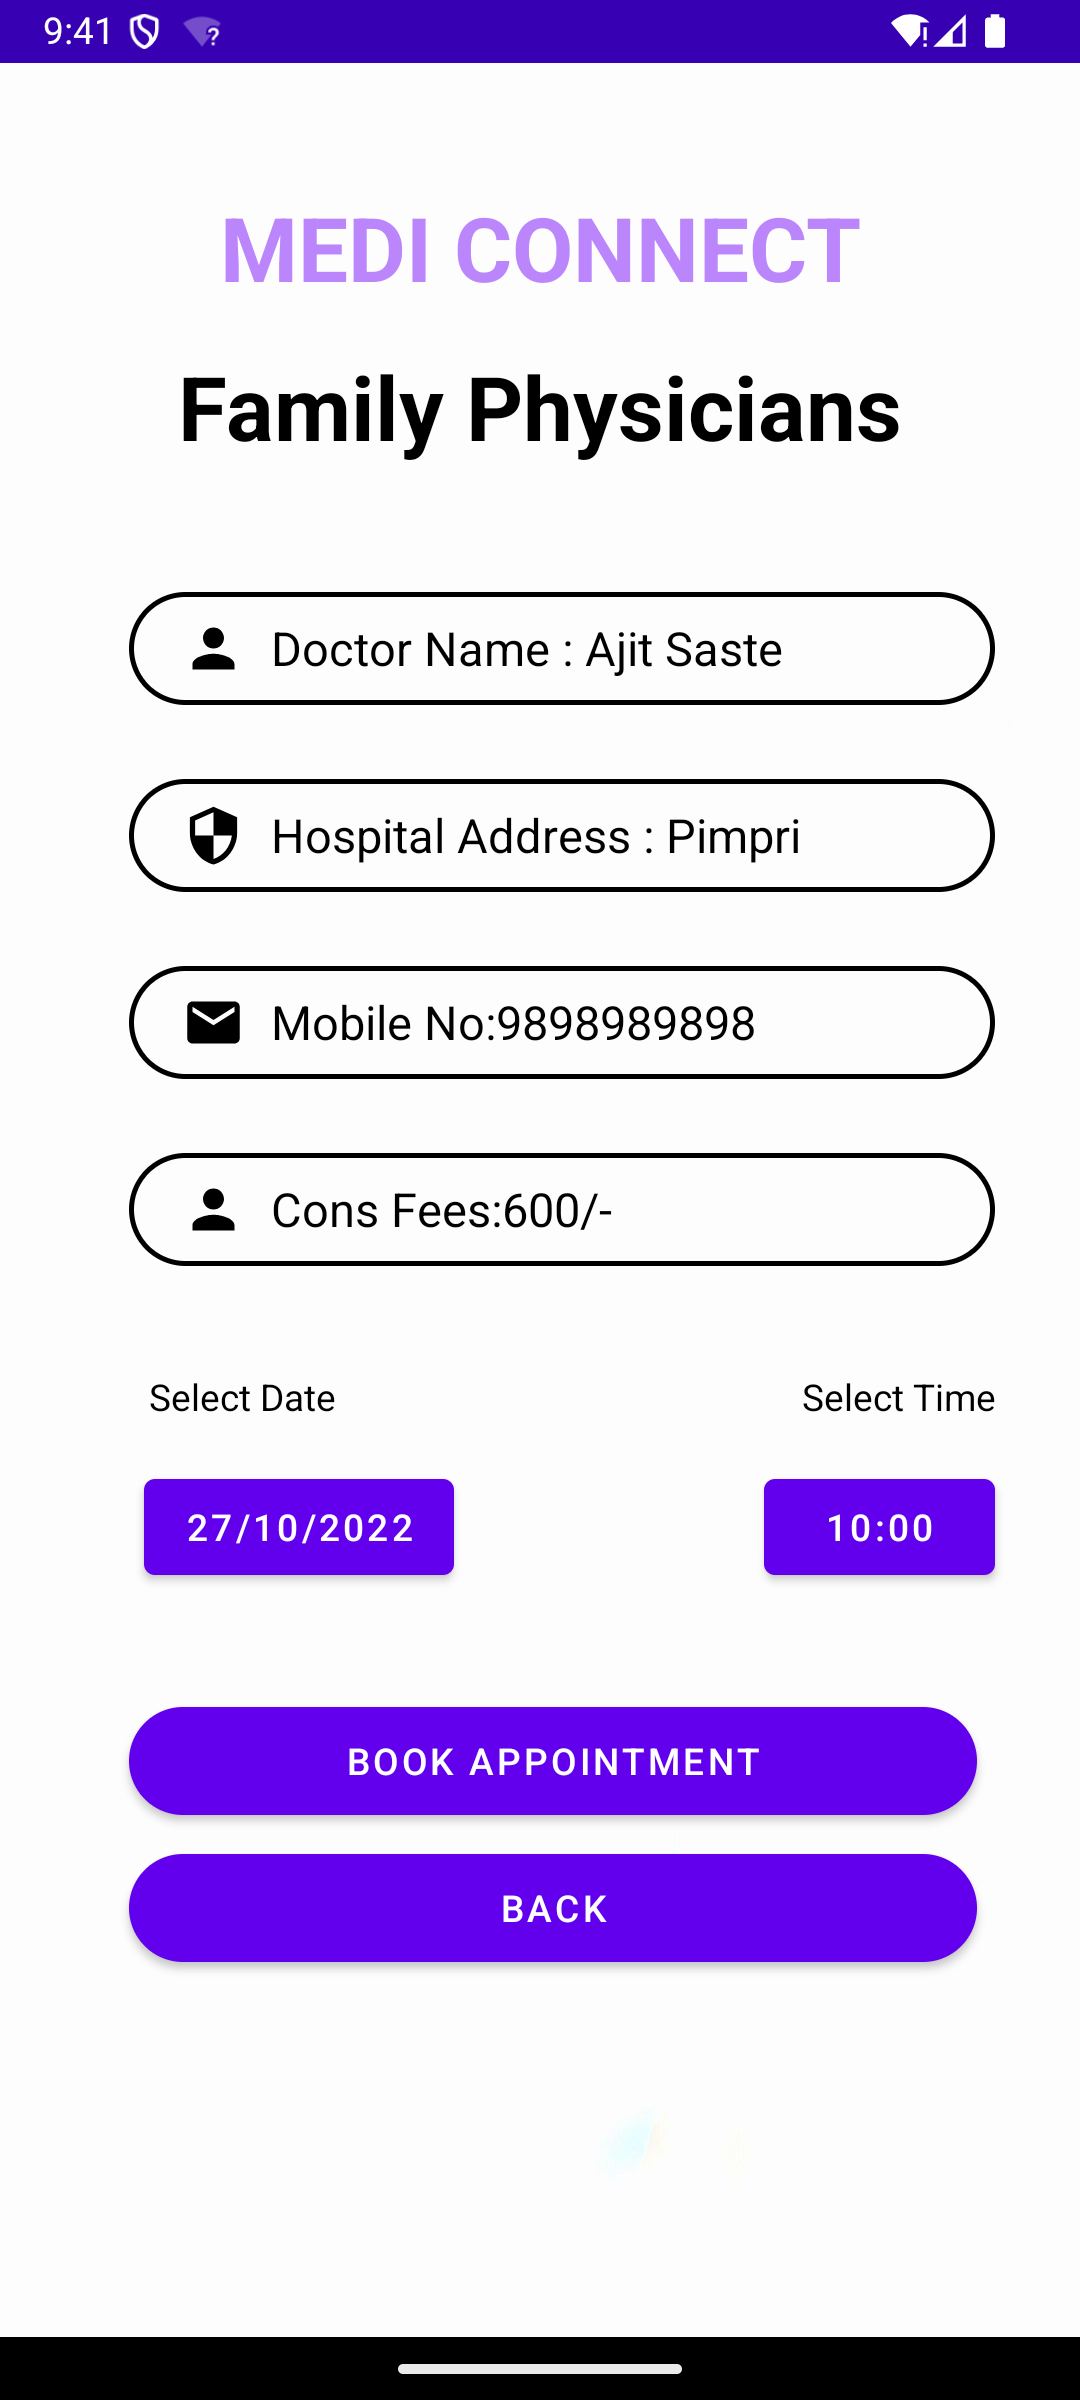 9:41
MEDI CONNECT
Family Physicians
Doctor Name : Ajit Saste
Hospital Address : Pimpri
Mobile No:9898989898
Cons Fees:600/-
Select Date
Select Time
27/10/2022
10:00
BOOK APPOINTMENT
BACK